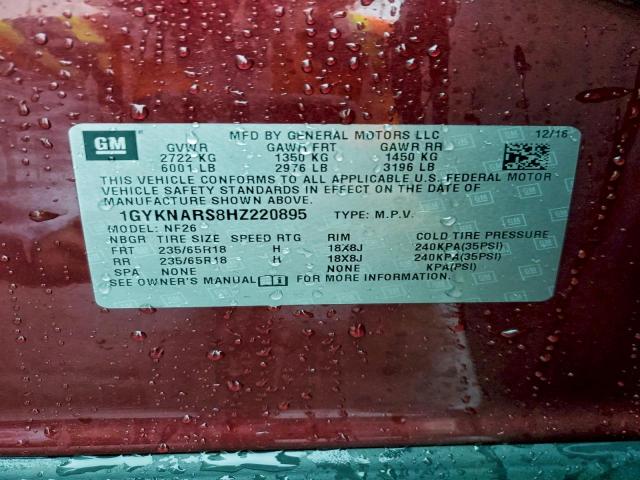 GM
MFD BY GENERAL MOTORS LLC 12/16
GVWR GAWR FRT GAWR RR
2722 KG 1350 KG 1450 KG
6001 LB 2976 LB 3196 LB
THIS VEHICLE CONFORMS TO ALL APPLICABLE U.S. FEDERAL MOTOR
VEHICLE SAFETY STANDARDS IN EFFECT ON THE DATE OF
MANUFACTURE SHOWN ABOVE.
1GYKNARS8HZ220895 TYPE: M.P.V.
MODEL: NF26
NBGR TIRE SIZE SPEED RTG RIM COLD TIRE PRESSURE
FRT 235/65R18 H 18X8J 240KPA(35PSI)
RR 235/65R18 H 18X8J 240KPA(35PSI)
SPA NONE NONE KPA(PSI)
SEE OWNER'S MANUAL FOR MORE INFORMATION.